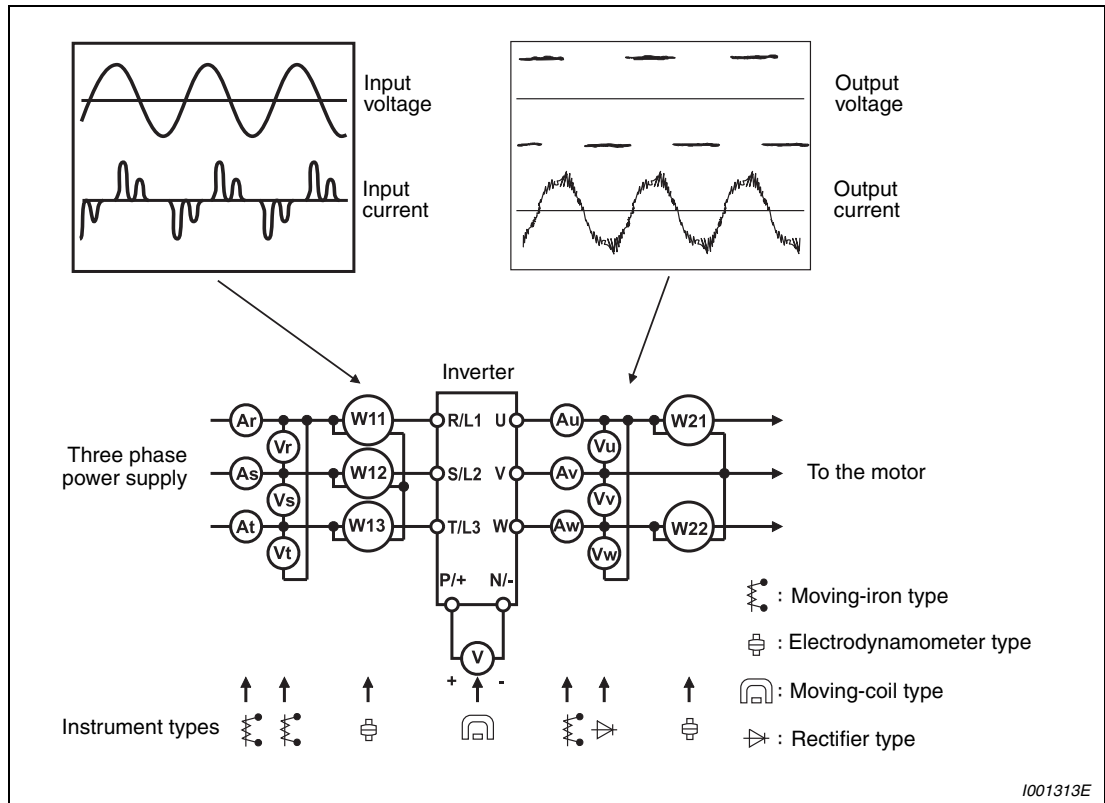 Input
voltage
Input
current
Output
voltage
Output
current
Inverter
Three phase
power supply
Ar
As
At
Vr
Vs
Vt
W11
W12
W13
R/L1
S/L2
T/L3
U
V
W
P/+
N/-
Au
Av
Aw
Vu
Vv
Vw
W21
W22
To the motor
V
+
-
: Moving-iron type
: Electrodynamometer type
: Moving-coil type
: Rectifier type
Instrument types
I001313E